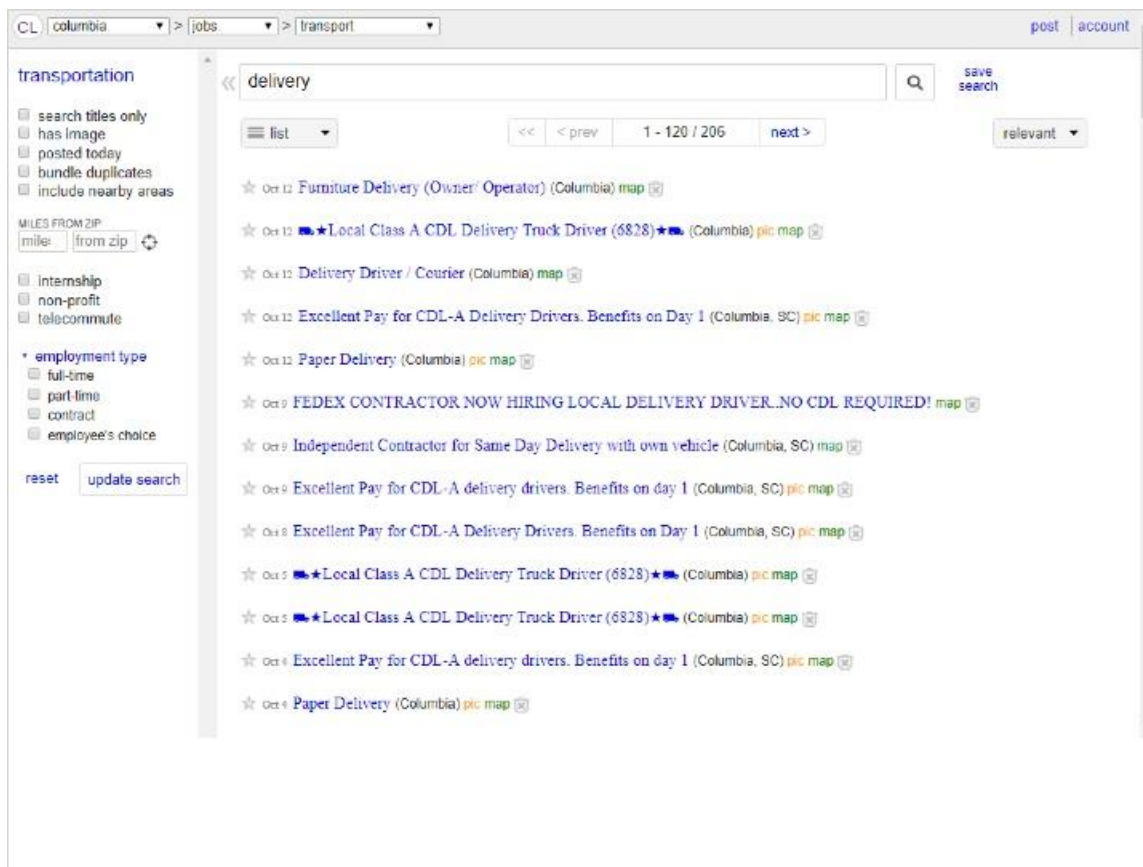 CL columbia > jobs > transport post account
transportation
search titles only
has image
posted today
bundle duplicates
include nearby areas
MILES FROM ZIP
miles from zip
internship
non-profit
telecommute
employment type
full-time
part-time
contract
employee's choice
reset update search
delivery save search
list << < prev 1 - 120 / 206 next > relevant
Oct 12 Furniture Delivery (Owner/ Operator) (Columbia) map
Oct 12 ★Local Class A CDL Delivery Truck Driver (6828)★ (Columbia) pic map
Oct 12 Delivery Driver / Courier (Columbia) map
Oct 12 Excellent Pay for CDL-A Delivery Drivers. Benefits on Day 1 (Columbia, SC) pic map
Oct 12 Paper Delivery (Columbia) pic map
Oct 9 FEDEX CONTRACTOR NOW HIRING LOCAL DELIVERY DRIVER..NO CDL REQUIRED! map
Oct 9 Independent Contractor for Same Day Delivery with own vehicle (Columbia, SC) map
Oct 9 Excellent Pay for CDL-A delivery drivers. Benefits on day 1 (Columbia, SC) pic map
Oct 8 Excellent Pay for CDL-A Delivery Drivers. Benefits on Day 1 (Columbia, SC) pic map
Oct 5 ★Local Class A CDL Delivery Truck Driver (6828)★ (Columbia) pic map
Oct 5 ★Local Class A CDL Delivery Truck Driver (6828)★ (Columbia) pic map
Oct 4 Excellent Pay for CDL-A delivery drivers. Benefits on day 1 (Columbia, SC) pic map
Oct 4 Paper Delivery (Columbia) pic map